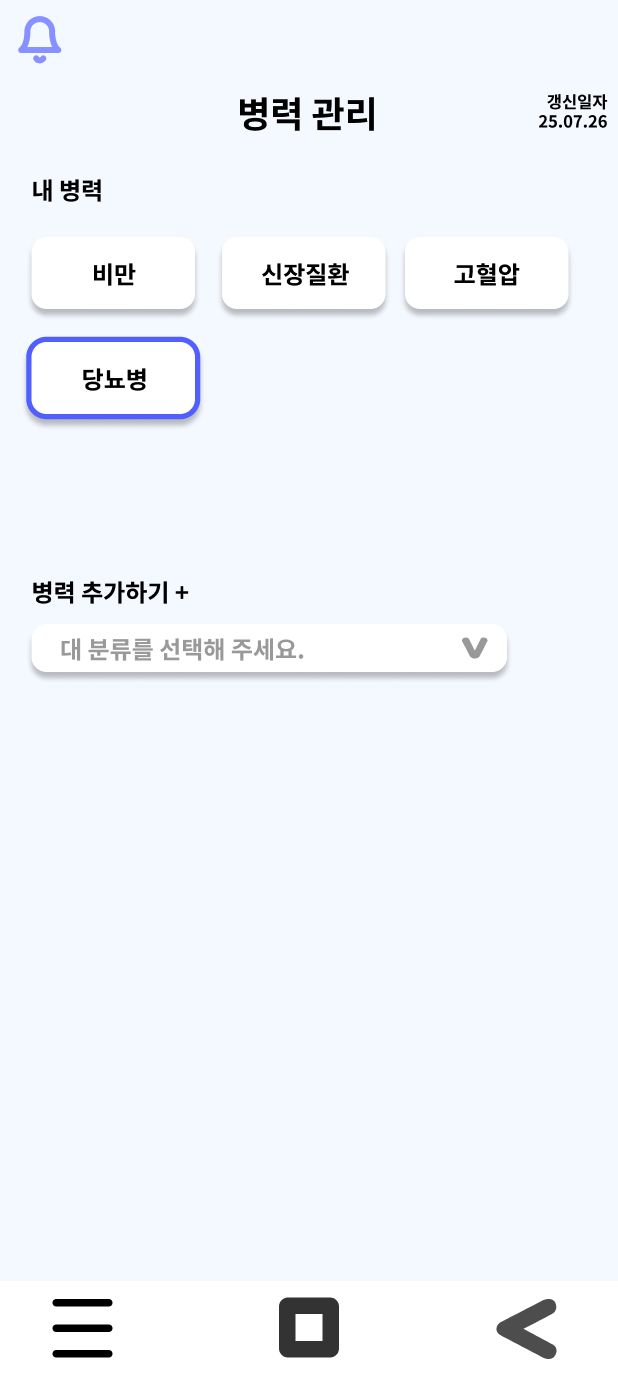 병력 관리
갱신일자
25.07.26
내 병력
비만
신장질환
고혈압
당뇨병
병력 추가하기 +
대 분류를 선택해 주세요.